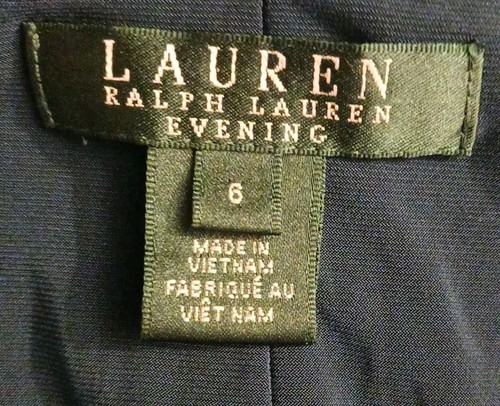 LAUREN
RALPH LAUREN
EVENING
6
MADE IN
VIETNAM
FABRIQUÉ AU
VIÊT NAM